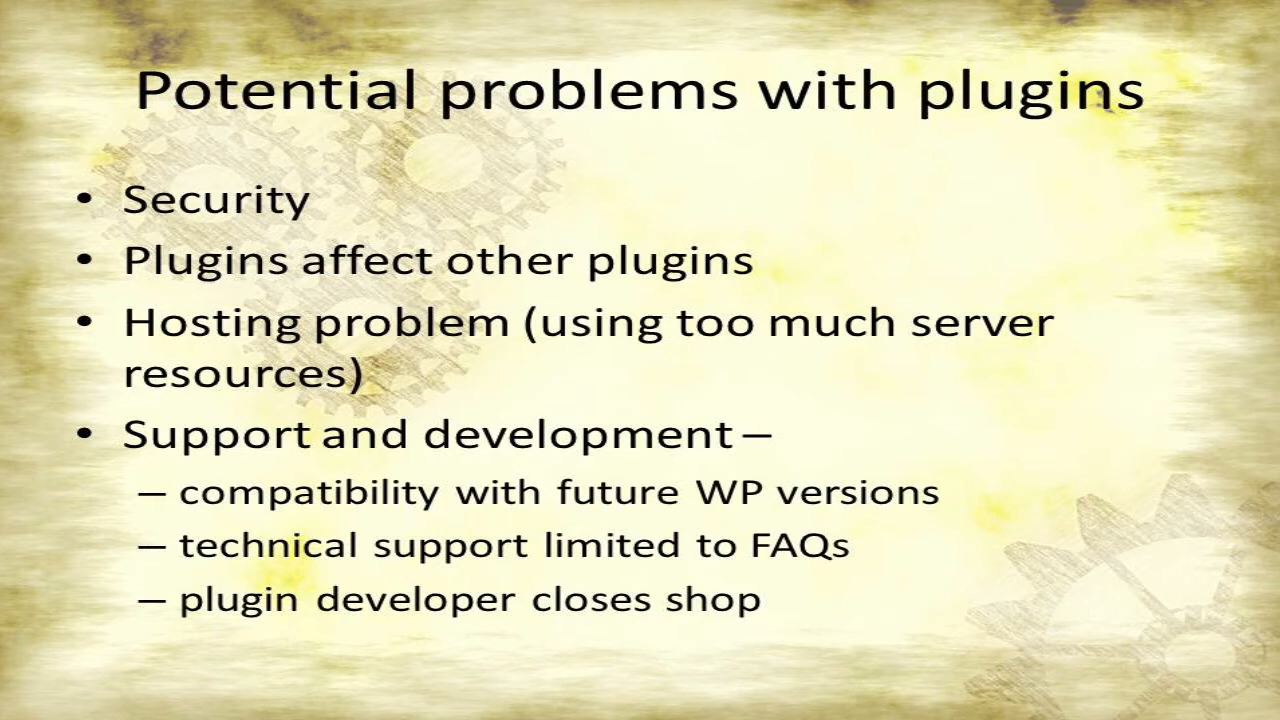 Potential problems with plugins
• Security
• Plugins affect other plugins
• Hosting problem (using too much server
resources)
• Support and development –
– compatibility with future WP versions
– technical support limited to FAQs
– plugin developer closes shop